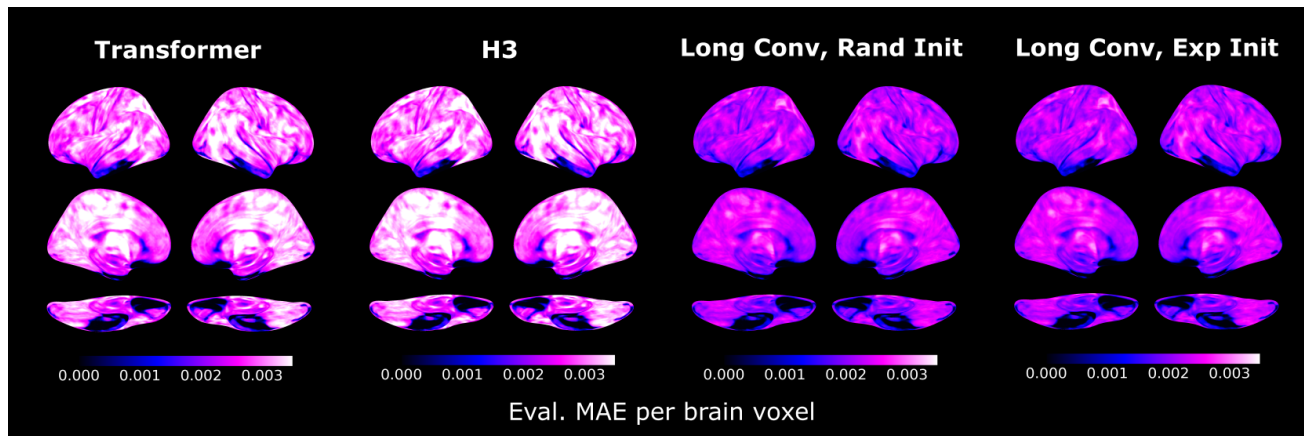 Transformer
H3
Long Conv, Rand Init
Long Conv, Exp Init
0.000 0.001 0.002 0.003
0.000 0.001 0.002 0.003
0.000 0.001 0.002 0.003
0.000 0.001 0.002 0.003
Eval. MAE per brain voxel